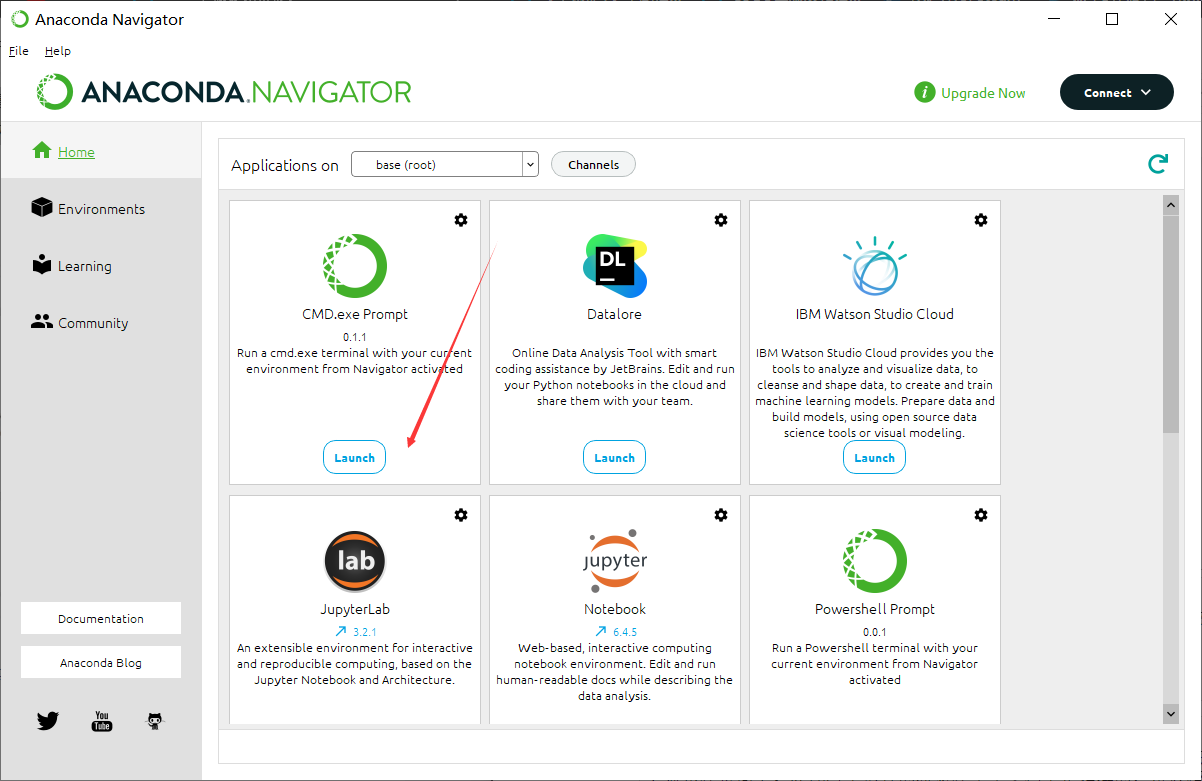 Anaconda Navigator
File Help
ANACONDA.NAVIGATOR
i Upgrade Now
Connect
Home
Environments
Learning
Community
Documentation
Anaconda Blog
You
Tube
Applications on
base (root)
Channels
CMD.exe Prompt
0.1.1
Run a cmd.exe terminal with your current
environment from Navigator activated
Launch
DL
Datalore
Online Data Analysis Tool with smart
coding assistance by JetBrains. Edit and run
your Python notebooks in the cloud and
share them with your team.
Launch
IBM Watson Studio Cloud
IBM Watson Studio Cloud provides you the
tools to analyze and visualize data, to
cleanse and shape data, to create and train
machine learning models. Prepare data and
build models, using open source data
science tools or visual modeling.
Launch
lab
JupyterLab
3.2.1
An extensible environment for interactive
and reproducible computing, based on the
Jupyter Notebook and Architecture.
jupyter
Notebook
6.4.5
Web-based, interactive computing
notebook environment. Edit and run
human-readable docs while describing the
data analysis.
Powershell Prompt
0.0.1
Run a Powershell terminal with your
current environment from Navigator
activated